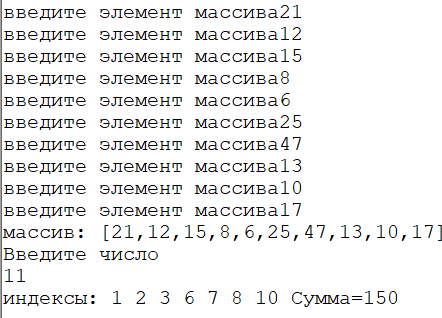 введите элемент массива21
введите элемент массива12
введите элемент массива15
введите элемент массива8
введите элемент массива6
введите элемент массива25
введите элемент массива47
введите элемент массива13
введите элемент массива10
введите элемент массива17
массив: [21,12,15,8,6,25,47,13,10,17]
Введите число
11
индексы: 1 2 3 6 7 8 10 Сумма=150